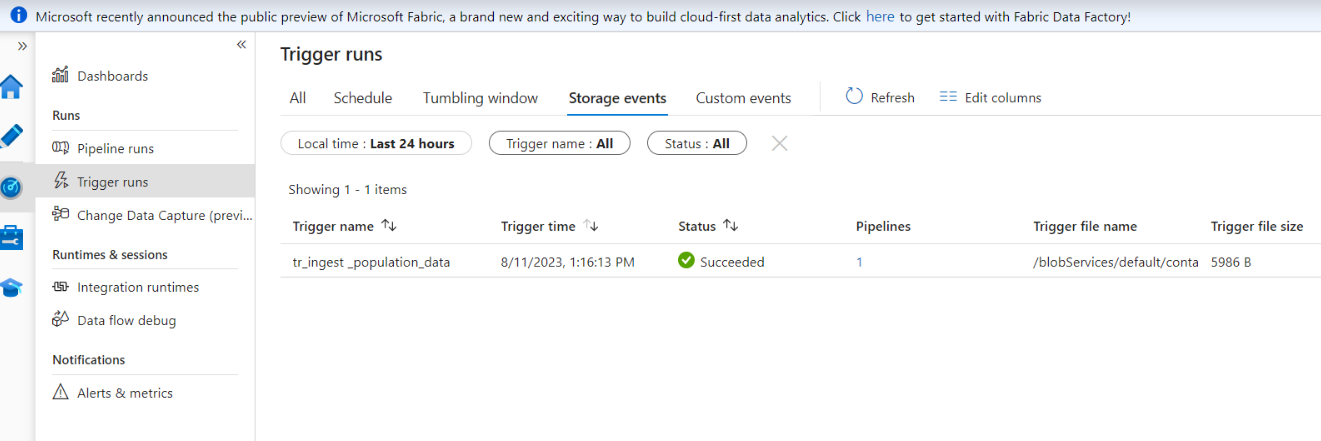 Microsoft recently announced the public preview of Microsoft Fabric, a brand new and exciting way to build cloud-first data analytics. Click here to get started with Fabric Data Factory!
Dashboards
Runs
Pipeline runs
Trigger runs
Change Data Capture (previ...
Runtimes & sessions
Integration runtimes
Data flow debug
Notifications
Alerts & metrics
Trigger runs
All Schedule Tumbling window Storage events Custom events Refresh Edit columns
Local time : Last 24 hours Trigger name : All Status : All
Showing 1 - 1 items
Trigger name Trigger time Status Pipelines Trigger file name Trigger file size
tr_ingest _population_data 8/11/2023, 1:16:13 PM Succeeded 1 /blobServices/default/conta 5986 B